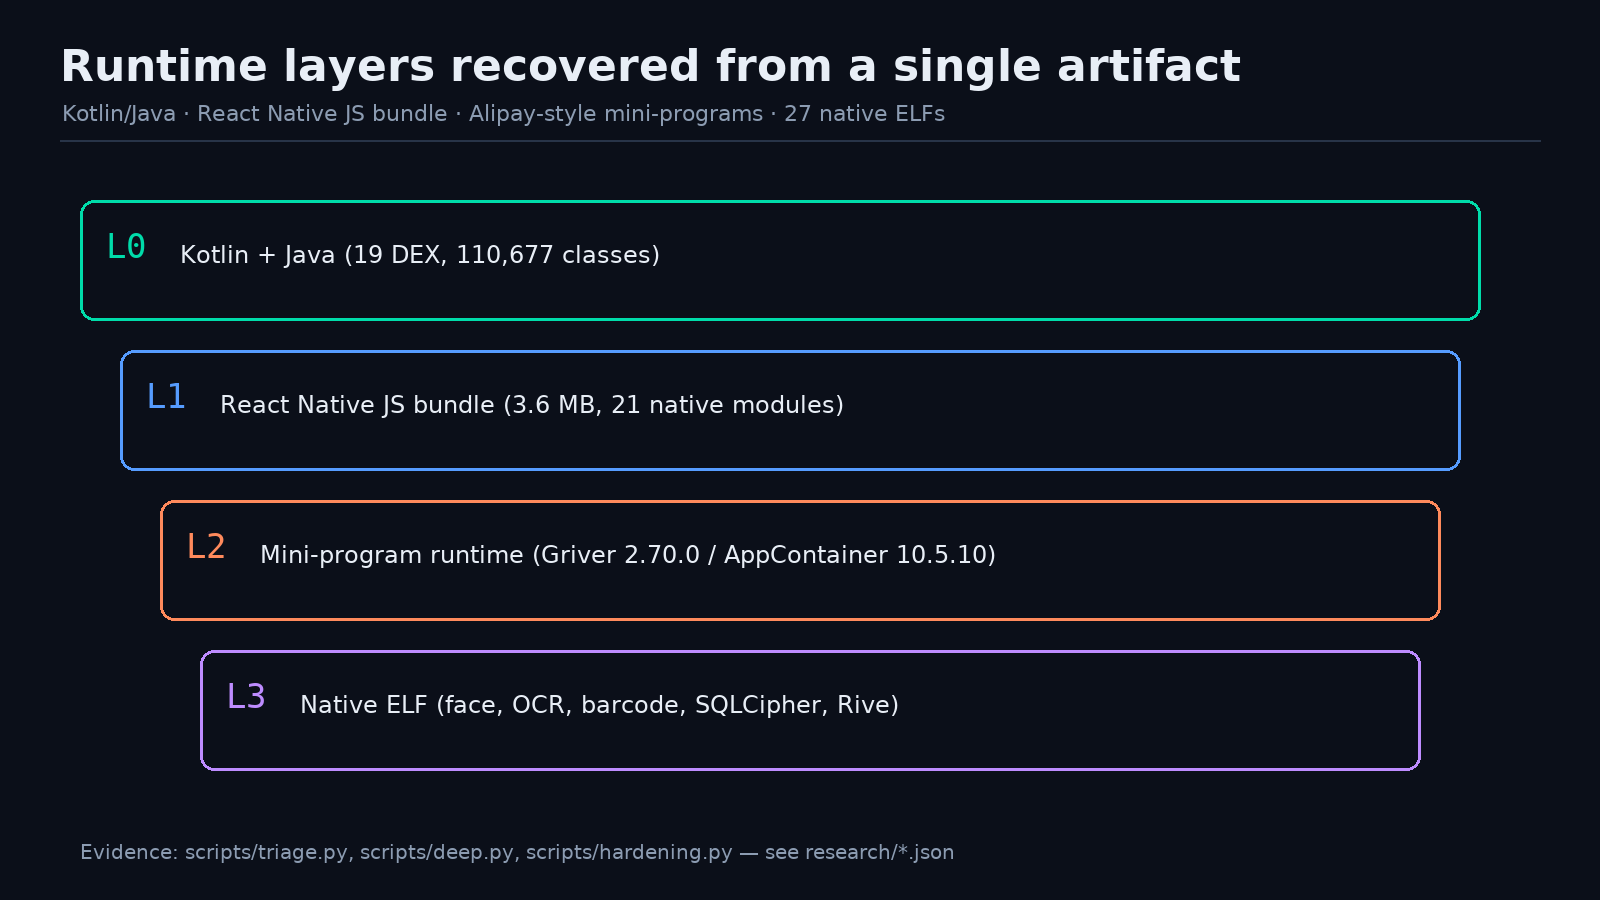 Runtime layers recovered from a single artifact
Kotlin/Java · React Native JS bundle · Alipay-style mini-programs · 27 native ELFs
L0 Kotlin + Java (19 DEX, 110,677 classes)
L1 React Native JS bundle (3.6 MB, 21 native modules)
L2 Mini-program runtime (Griver 2.70.0 / AppContainer 10.5.10)
L3 Native ELF (face, OCR, barcode, SQLCipher, Rive)
Evidence: scripts/triage.py, scripts/deep.py, scripts/hardening.py — see research/*.json